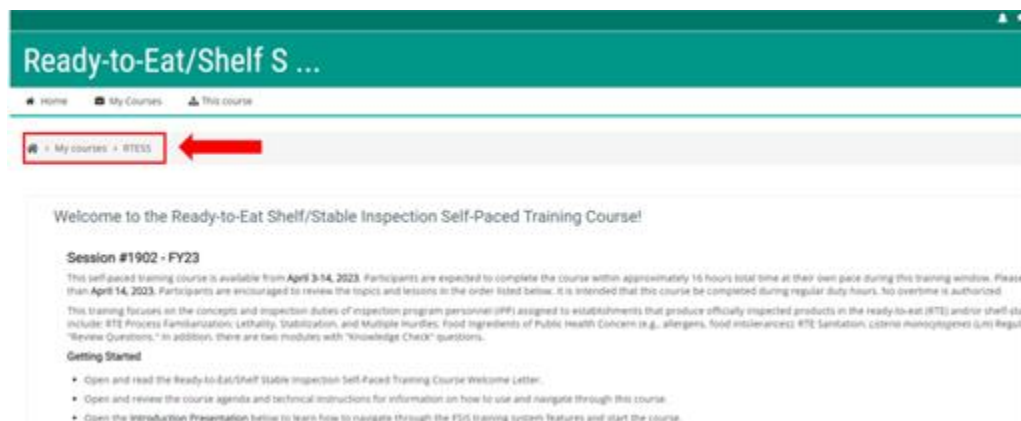 Ready-to-Eat/Shelf S ...
Home My Courses This course
My courses RTESS
Welcome to the Ready-to-Eat Shelf/Stable Inspection Self-Paced Training Course!
Session #1902 - FY23
This self-paced training course is available from April 3-14, 2023. Participants are expected to complete the course within approximately 16 hours total time at their own pace during this training window. Please
than April 14, 2023. Participants are encouraged to review the topics and lessons in the order listed below. It is intended that this course be completed during regular duty hours. No overtime is authorized
This training focuses on the concepts and inspection duties of inspection program personnel (IPP) assigned to establishments that produce officially inspected products in the ready-to-eat (RTE) and/or shelf-sta
include: RTE Process Familiarization: Lethality, Stabilization, and Multiple Hurdles; Food Ingredients of Public Health Concern (e.g., allergens, food intolerances); RTE Sanitation; Listeria monocytogenes (Lm) Regul
"Review Questions." In addition, there are two modules with "Knowledge Check" questions.
Getting Started
• Open and read the Ready-to-Eat/Shelf Stable Inspection Self-Paced Training Course Welcome Letter.
• Open and review the course agenda and technical instructions for information on how to use and navigate through this course.
• Open the Introduction Presentation below to learn how to navigate through the FSIS training system features and start the course.